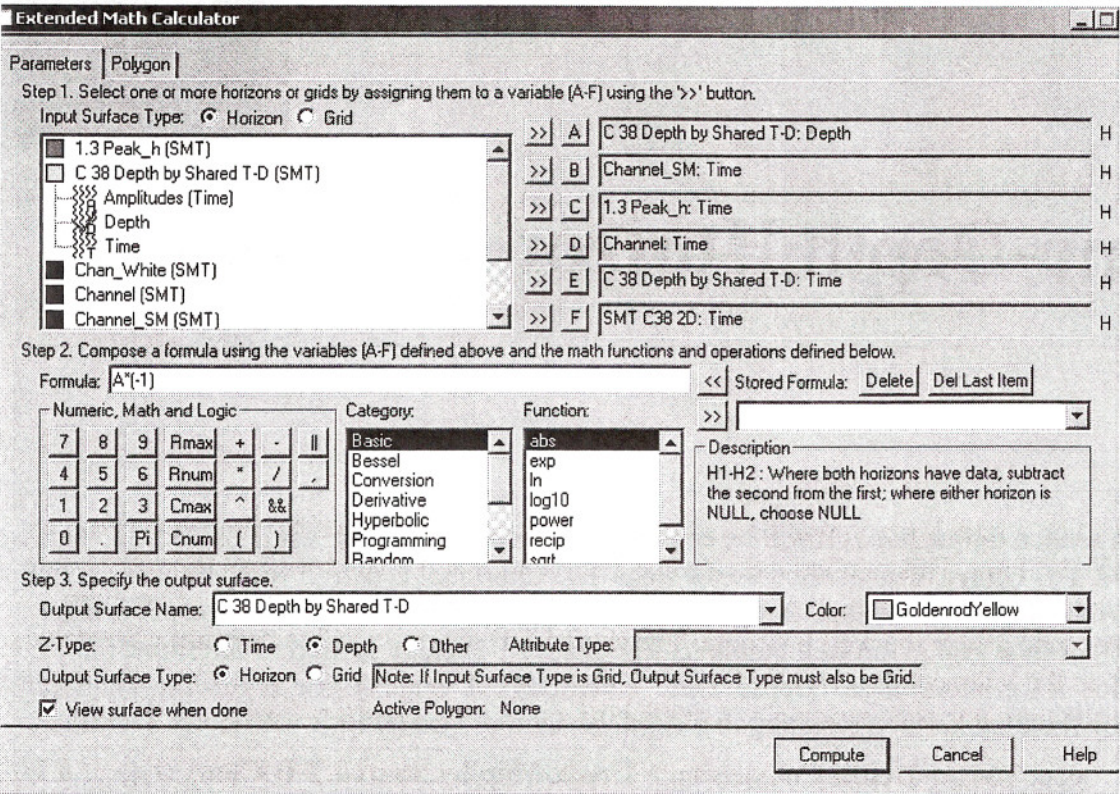 Extended Math Calculator
Parameters Polygon
Step 1. Select one or more horizons or grids by assigning them to a variable (A-F) using the '>>' button.
Input Surface Type: Horizon Grid
1.3 Peak_h (SMT)
C 38 Depth by Shared T-D (SMT)
Amplitudes (Time)
Depth
Time
Chan_White (SMT)
Channel (SMT)
Channel_SM (SMT)
>> A C 38 Depth by Shared T-D: Depth H
>> B Channel_SM: Time H
>> C 1.3 Peak_h: Time H
>> D Channel: Time H
>> E C 38 Depth by Shared T-D: Time H
>> F SMT C38 2D: Time H
Step 2. Compose a formula using the variables (A-F) defined above and the math functions and operations defined below.
Formula: A*(-1) << Stored Formula: Delete Del Last Item
>>
Numeric, Math and Logic
7 8 9 Rmax + - ||
4 5 6 Rnum * / ,
1 2 3 Cmax ^ &&
0 . Pi Cnum ( )
Category:
Basic
Bessel
Conversion
Derivative
Hyperbolic
Programming
Random
Function:
abs
exp
ln
log10
power
recip
sqrt
Description
H1-H2 : Where both horizons have data, subtract
the second from the first; where either horizon is
NULL, choose NULL
Step 3. Specify the output surface.
Output Surface Name: C 38 Depth by Shared T-D Color: GoldenrodYellow
Z-Type: Time Depth Other Attribute Type:
Output Surface Type: Horizon Grid Note: If Input Surface Type is Grid, Output Surface Type must also be Grid.
View surface when done Active Polygon: None
Compute Cancel Help